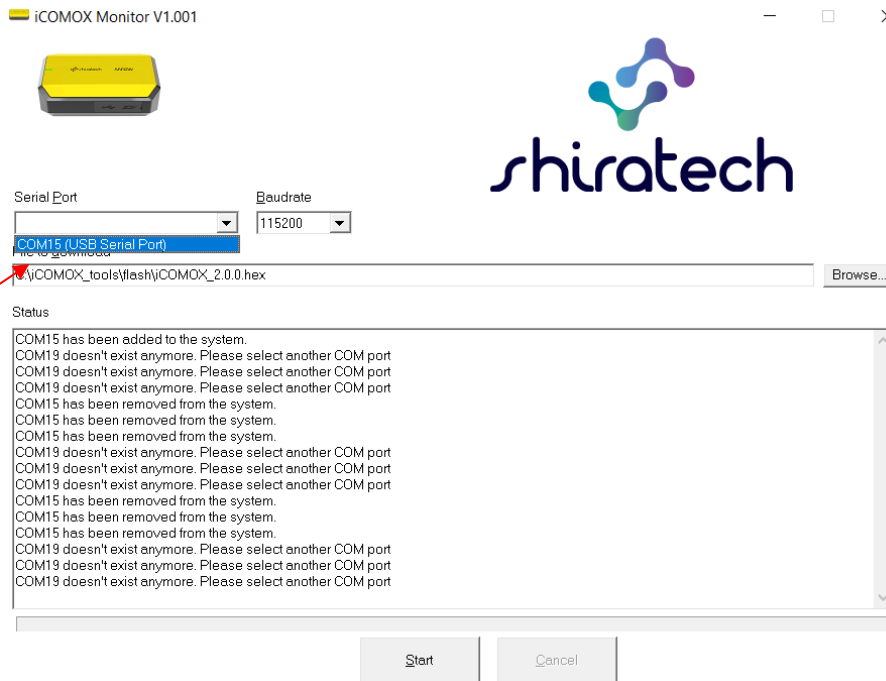 iCOMOX Monitor V1.001
shiratech
Serial Port
Baudrate
115200
COM15 (USB Serial Port)
File to download
C:\iCOMOX_tools\flash\iCOMOX_2.0.0.hex
Browse...
Status
COM15 has been added to the system.
COM19 doesn't exist anymore. Please select another COM port
COM19 doesn't exist anymore. Please select another COM port
COM19 doesn't exist anymore. Please select another COM port
COM15 has been removed from the system.
COM15 has been removed from the system.
COM15 has been removed from the system.
COM19 doesn't exist anymore. Please select another COM port
COM19 doesn't exist anymore. Please select another COM port
COM19 doesn't exist anymore. Please select another COM port
COM15 has been removed from the system.
COM15 has been removed from the system.
COM15 has been removed from the system.
COM19 doesn't exist anymore. Please select another COM port
COM19 doesn't exist anymore. Please select another COM port
COM19 doesn't exist anymore. Please select another COM port
Start
Cancel